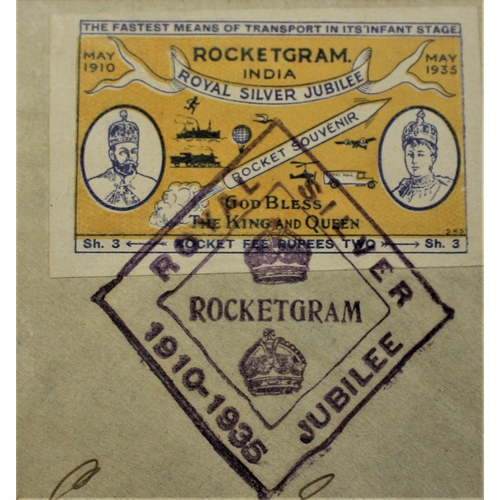 THE FASTEST MEANS OF TRANSPORT IN ITS INFANT STAGE.
MAY 1910
ROCKETGRAM.
INDIA
ROYAL SILVER JUBILEE
MAY 1935
ROCKET SOUVENIR
GOD BLESS
THE KING AND QUEEN
Sh. 3 ROCKET FEE RUPEES TWO Sh. 3
ROYAL SILVER
ROCKETGRAM
1910-1935 JUBILEE